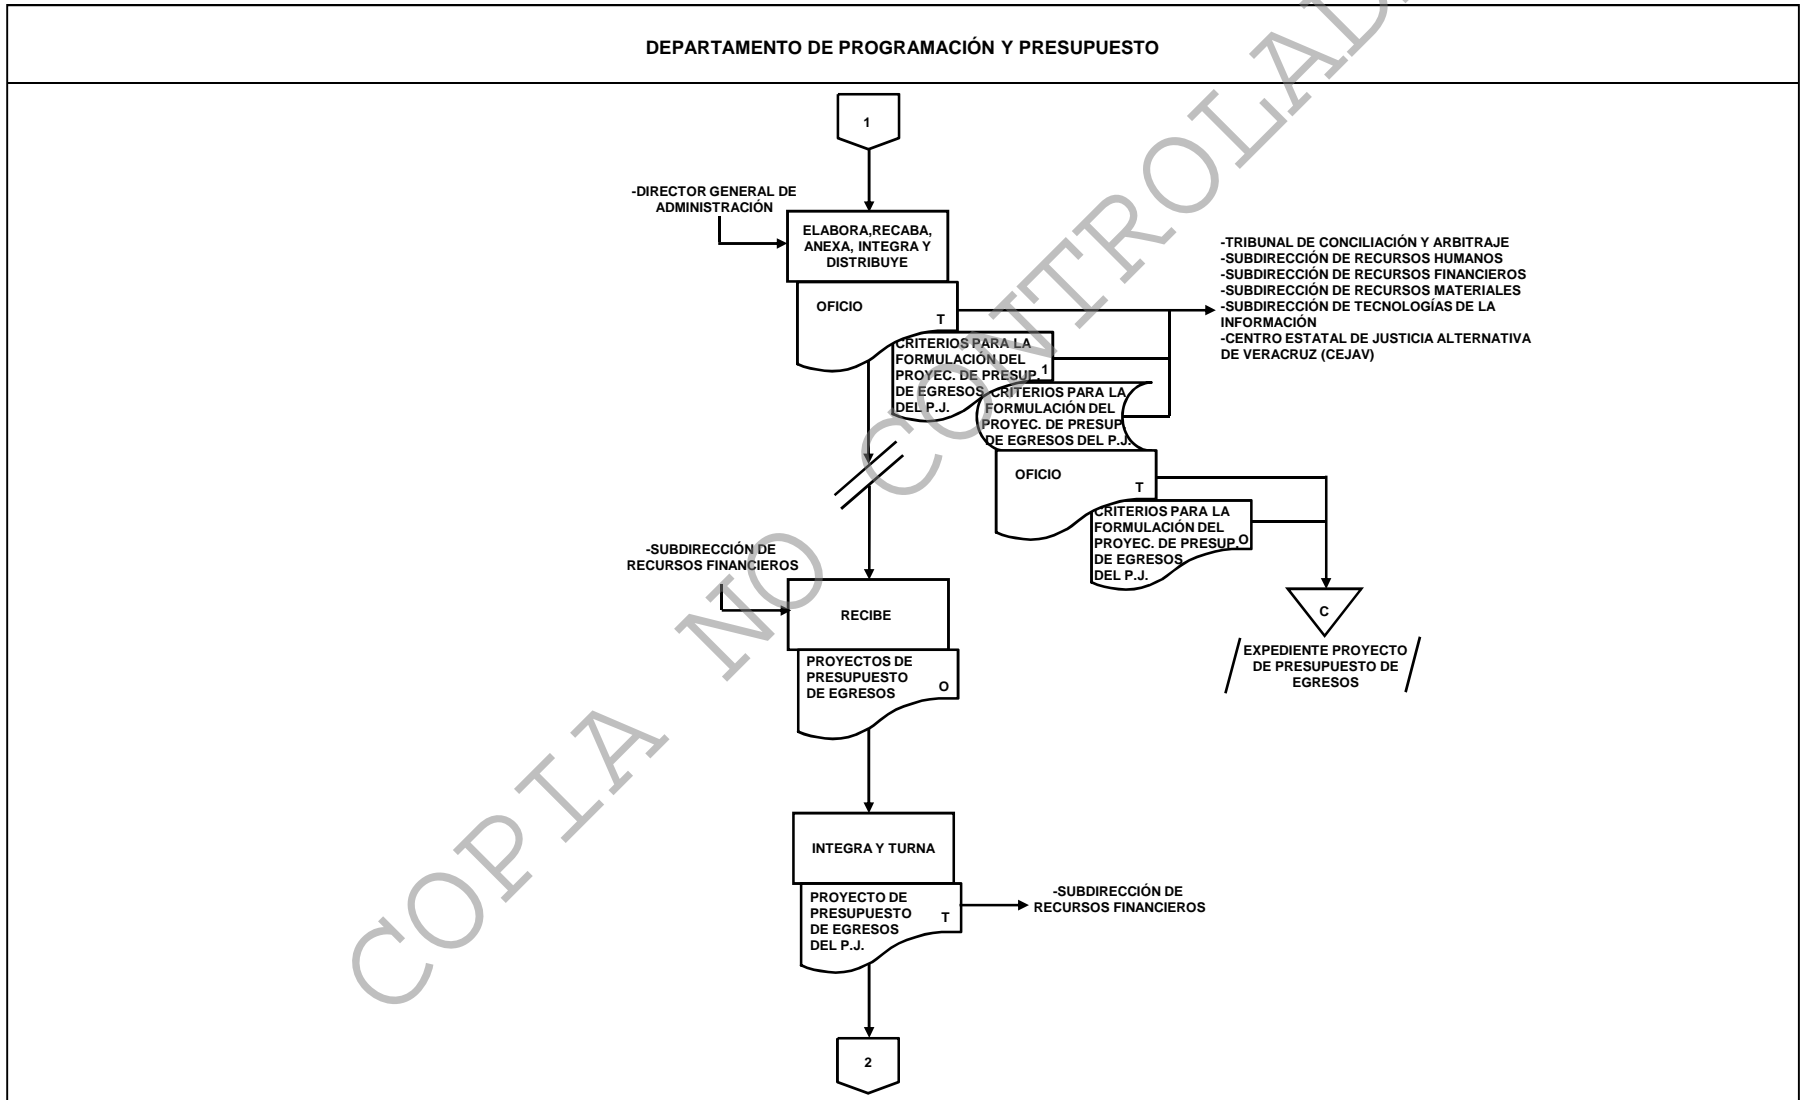 DEPARTAMENTO DE PROGRAMACIÓN Y PRESUPUESTO
1
-DIRECTOR GENERAL DE
ADMINISTRACIÓN
ELABORA,RECABA,
ANEXA, INTEGRA Y
DISTRIBUYE
OFICIO
T
-TRIBUNAL DE CONCILIACIÓN Y ARBITRAJE
-SUBDIRECCIÓN DE RECURSOS HUMANOS
-SUBDIRECCIÓN DE RECURSOS FINANCIEROS
-SUBDIRECCIÓN DE RECURSOS MATERIALES
-SUBDIRECCIÓN DE TECNOLOGÍAS DE LA
INFORMACIÓN
-CENTRO ESTATAL DE JUSTICIA ALTERNATIVA
DE VERACRUZ (CEJAV)
CRITERIOS PARA LA
FORMULACIÓN DEL
PROYEC. DE PRESUP.
DE EGRESOS
DEL P.J.
1
CRITERIOS PARA LA
FORMULACIÓN DEL
PROYEC. DE PRESUP.
DE EGRESOS DEL P.J.
OFICIO
T
CRITERIOS PARA LA
FORMULACIÓN DEL
PROYEC. DE PRESUP.
DE EGRESOS
DEL P.J.
O
C
EXPEDIENTE PROYECTO
DE PRESUPUESTO DE
EGRESOS
-SUBDIRECCIÓN DE
RECURSOS FINANCIEROS
RECIBE
PROYECTOS DE
PRESUPUESTO
DE EGRESOS
O
INTEGRA Y TURNA
PROYECTO DE
PRESUPUESTO
DE EGRESOS
DEL P.J.
T
-SUBDIRECCIÓN DE
RECURSOS FINANCIEROS
2
COPIA NO CONTROLAD